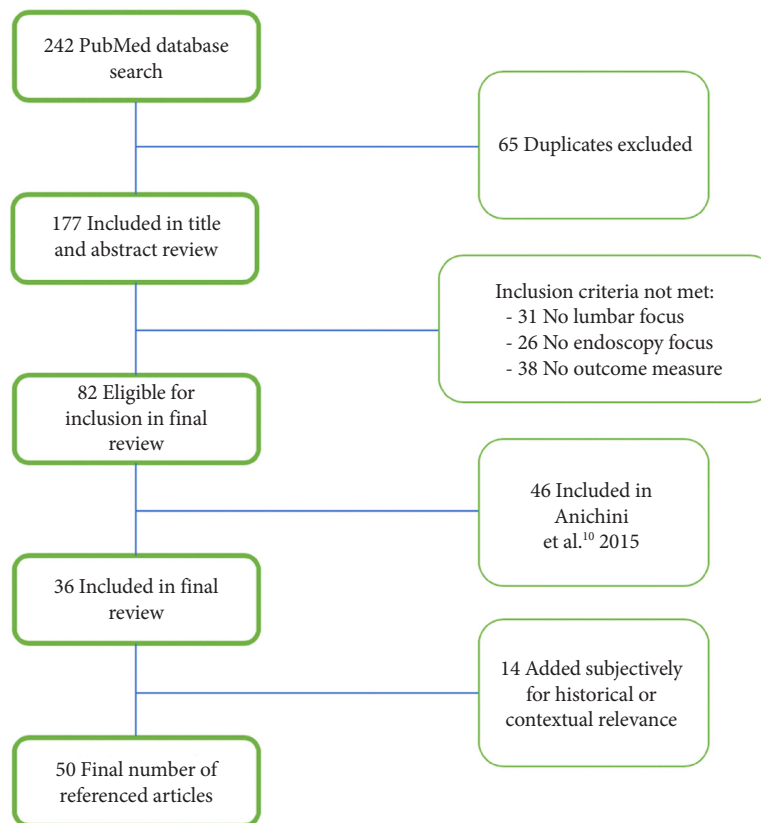 242 PubMed database
search
65 Duplicates excluded
177 Included in title
and abstract review
Inclusion criteria not met:
- 31 No lumbar focus
- 26 No endoscopy focus
- 38 No outcome measure
82 Eligible for
inclusion in final
review
46 Included in
Anichini
et al.¹⁰ 2015
36 Included in final
review
14 Added subjectively
for historical or
contextual relevance
50 Final number of
referenced articles